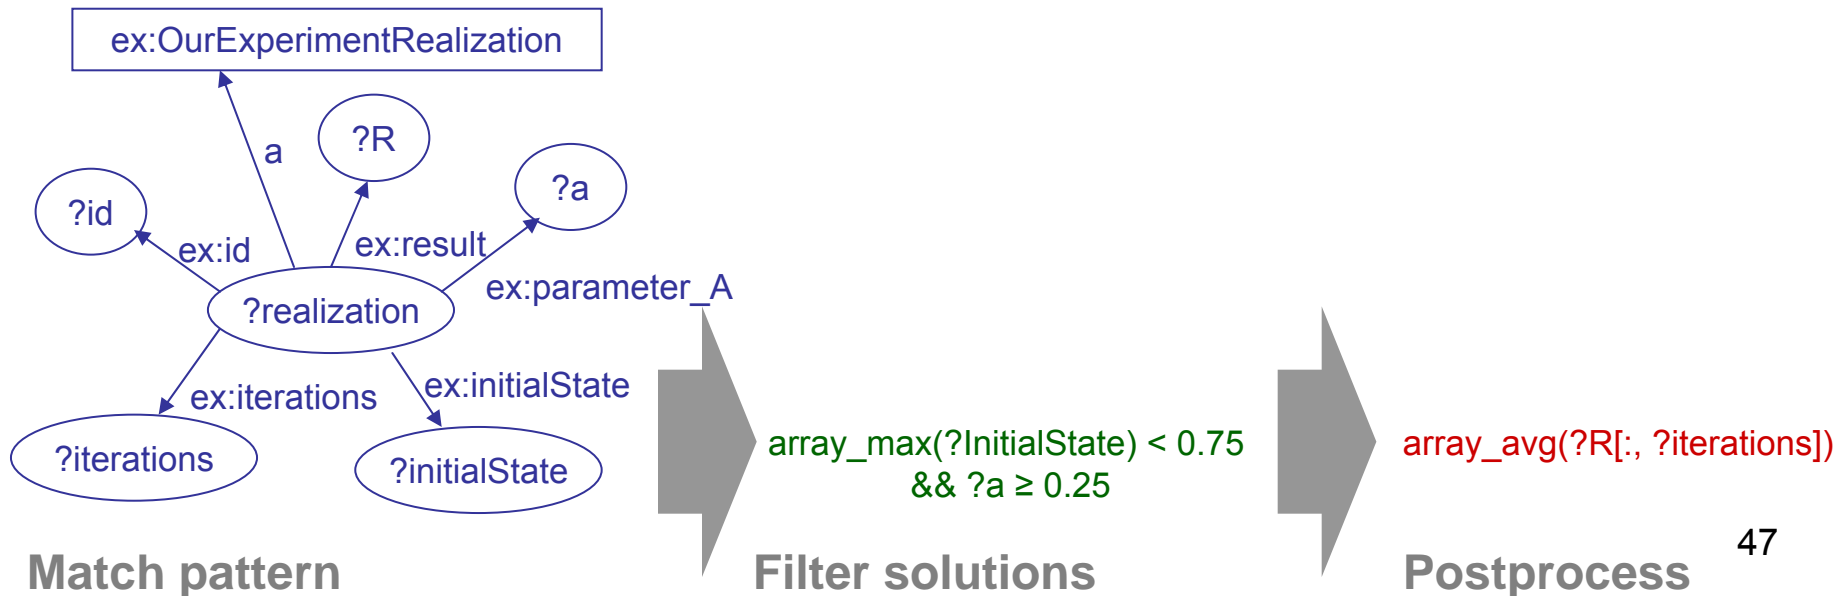 ex:OurExperimentRealization
a
?R
?a
?id
ex:id
ex:result
ex:parameter_A
?realization
ex:iterations
ex:initialState
?iterations
?initialState
array_max(?InitialState) < 0.75
&& ?a ≥ 0.25
array_avg(?R[:, ?iterations])
47
Match pattern
Filter solutions
Postprocess